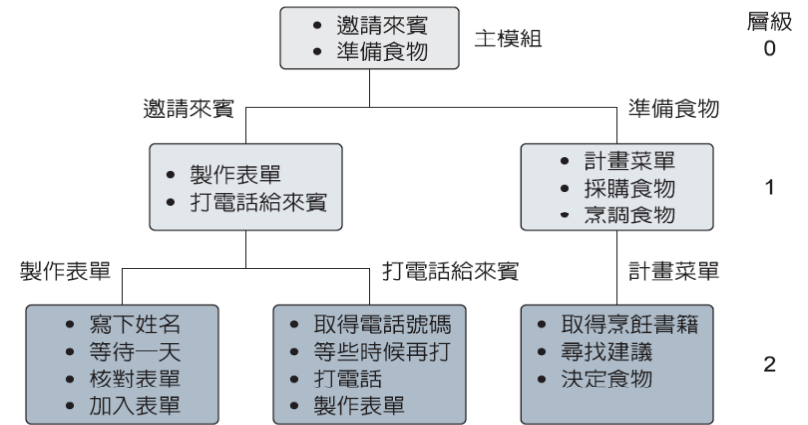 • 邀請來賓
• 準備食物
主模組
層級
0
邀請來賓
準備食物
• 製作表單
• 打電話給來賓
• 計畫菜單
• 採購食物
• 烹調食物
1
製作表單
打電話給來賓
計畫菜單
• 寫下姓名
• 等待一天
• 核對表單
• 加入表單
• 取得電話號碼
• 等些時候再打
• 打電話
• 製作表單
• 取得烹飪書籍
• 尋找建議
• 決定食物
2